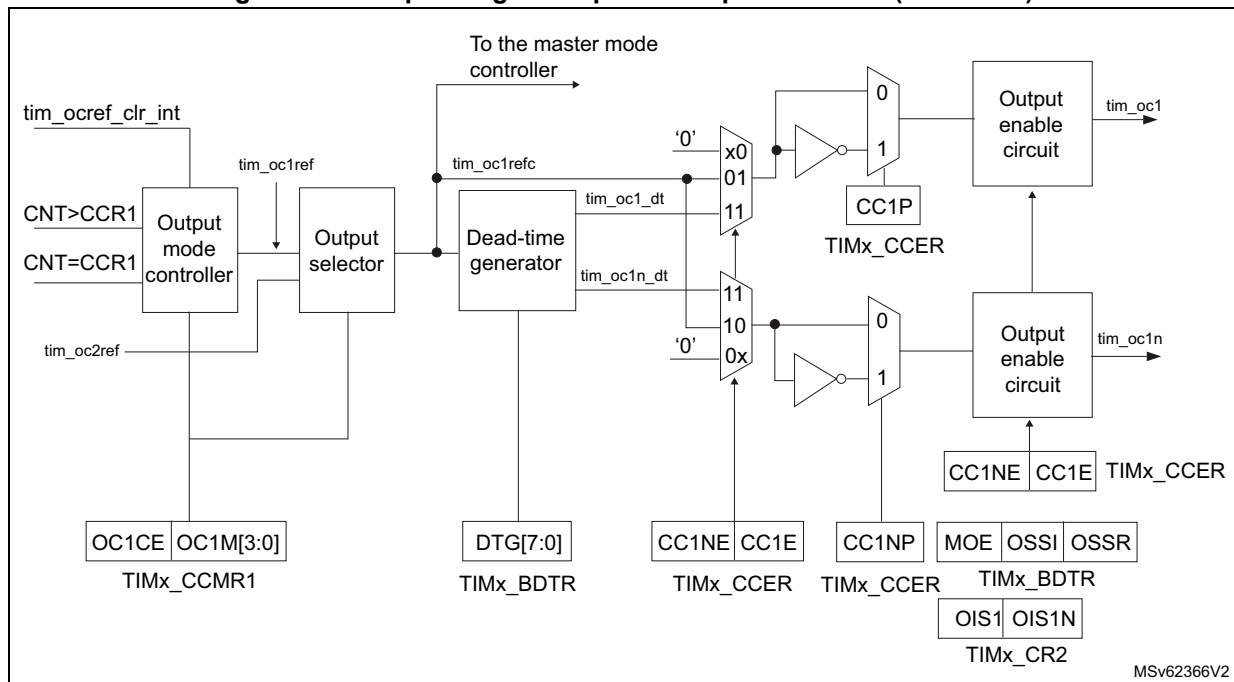 To the master mode
controller
tim_ocref_clr_int
tim_oc1ref
CNT>CCR1
CNT=CCR1
Output
mode
controller
Output
selector
tim_oc2ref
tim_oc1refc
Dead-time
generator
tim_oc1_dt
tim_oc1n_dt
‘0’
x0
01
11
11
10
‘0’
0x
0
1
CC1P
TIMx_CCER
0
1
Output
enable
circuit
tim_oc1
Output
enable
circuit
tim_oc1n
CC1NE CC1E TIMx_CCER
OC1CE OC1M[3:0]
TIMx_CCMR1
DTG[7:0]
TIMx_BDTR
CC1NE CC1E
TIMx_CCER
CC1NP
TIMx_CCER
MOE OSSI OSSR
TIMx_BDTR
OIS1 OIS1N
TIMx_CR2
MSv62366V2